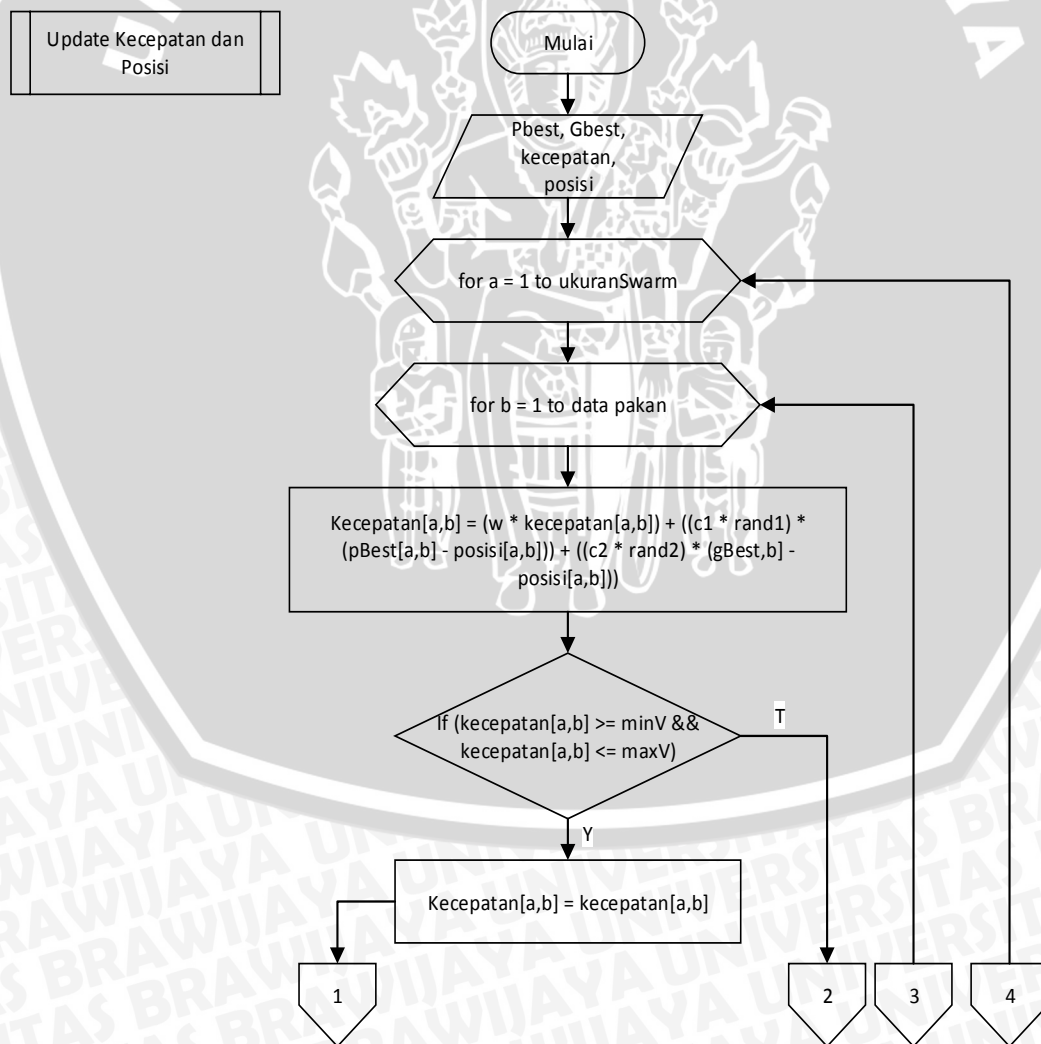 Update Kecepatan dan
Posisi
Mulai
Pbest, Gbest,
kecepatan,
posisi
for a = 1 to ukuranSwarm
for b = 1 to data pakan
Kecepatan[a,b] = (w * kecepatan[a,b]) + ((c1 * rand1) *
(pBest[a,b] - posisi[a,b])) + ((c2 * rand2) * (gBest,b] -
posisi[a,b]))
If (kecepatan[a,b] >= minV &&
kecepatan[a,b] <= maxV)
T
Y
Kecepatan[a,b] = kecepatan[a,b]
1
2
3
4